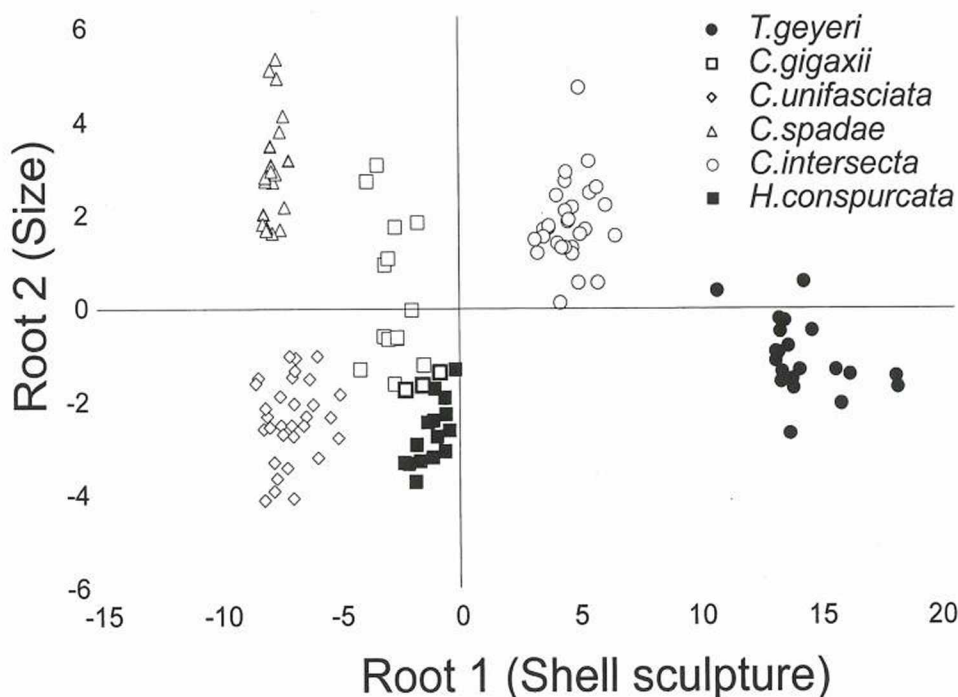 6
4
2
0
-2
-4
-6
Root 2 (Size)
T.geyeri
C.gigaxii
C.unifasciata
C.spadae
C.intersecta
H.conspurcata
-15
-10
-5
0
5
10
15
20
Root 1 (Shell sculpture)